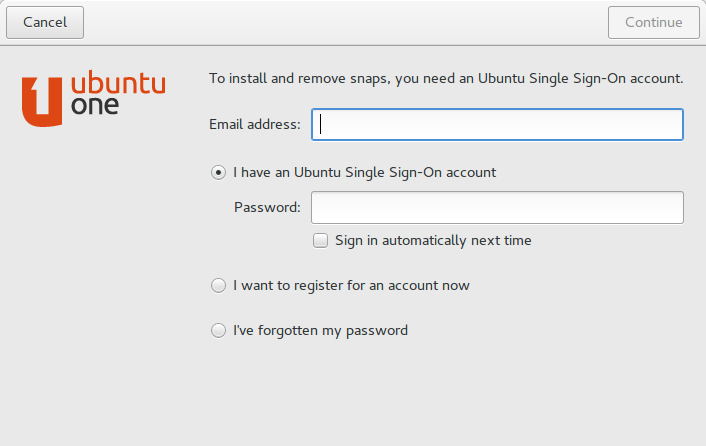 Cancel
Continue
ubuntu
one
To install and remove snaps, you need an Ubuntu Single Sign-On account.
Email address:
I have an Ubuntu Single Sign-On account
Password:
Sign in automatically next time
I want to register for an account now
I've forgotten my password